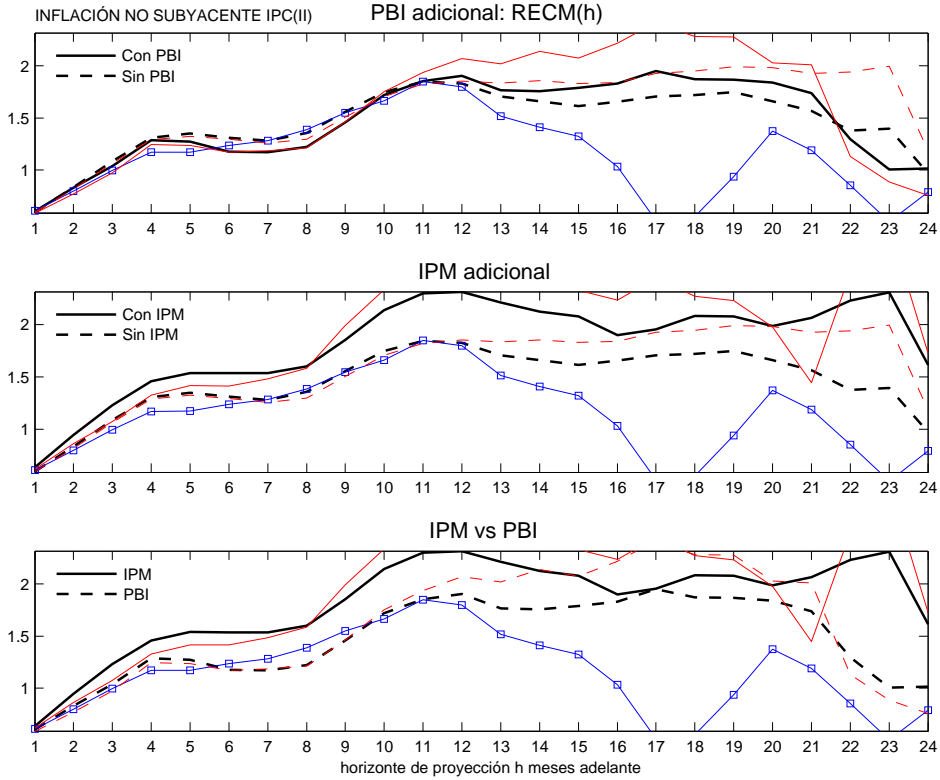 INFLACIÓN NO SUBYACENTE IPC(II)
PBI adicional: RECM(h)
Con PBI
Sin PBI
2
1.5
1
1 2 3 4 5 6 7 8 9 10 11 12 13 14 15 16 17 18 19 20 21 22 23 24
IPM adicional
Con IPM
Sin IPM
2
1.5
1
1 2 3 4 5 6 7 8 9 10 11 12 13 14 15 16 17 18 19 20 21 22 23 24
IPM vs PBI
IPM
PBI
2
1.5
1
1 2 3 4 5 6 7 8 9 10 11 12 13 14 15 16 17 18 19 20 21 22 23 24
horizonte de proyección h meses adelante